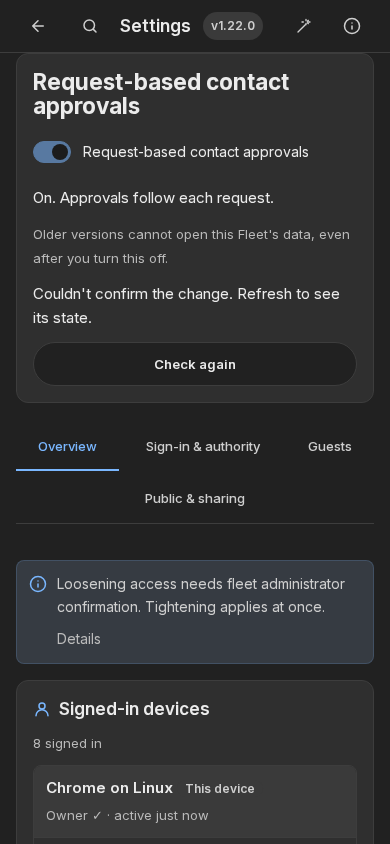 Settings v1.22.0
Request-based contact
approvals
Request-based contact approvals
On. Approvals follow each request.
Older versions cannot open this Fleet's data, even
after you turn this off.
Couldn't confirm the change. Refresh to see
its state.
Check again
Overview Sign-in & authority Guests
Public & sharing
Loosening access needs fleet administrator
confirmation. Tightening applies at once.
Details
Signed-in devices
8 signed in
Chrome on Linux This device
Owner ✓ · active just now